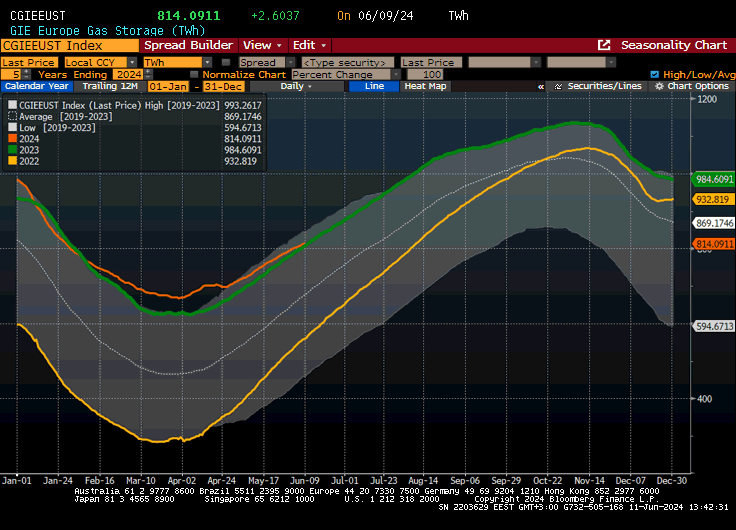 CGIEEUST 814.0911 +2.6037 On 06/09/24 TWh
GIE Europe Gas Storage (TWh)
CGIEEUST Index Spread Builder View Edit Seasonality Chart
Last Price Local CCY TWh Spread <Type security> Last Price
5 Years Ending 2024 Normalize Chart Percent Change 100 High/Low/Avg
Calendar Year Trailing 12M 01-Jan - 31-Dec Daily Line Heat Map « Securities/Lines Chart Options
CGIEEUST Index (Last Price) High [2019-2023] 993.2617
Average [2019-2023] 869.1746
Low [2019-2023] 594.6713
2024 814.0911
2023 984.6091
2022 932.819
1200
984.6091
932.819
869.1746
814.0911
800
594.6713
400
Jan-01 Jan-24 Feb-16 Mar-10 Apr-02 Apr-24 May-17 Jun-09 Jul-01 Jul-23 Aug-14 Sep-06 Sep-29 Oct-22 Nov-14 Dec-07 Dec-30
Australia 61 2 9777 8600 Brazil 5511 2395 9000 Europe 44 20 7330 7500 Germany 49 69 9204 1210 Hong Kong 852 2977 6000
Japan 81 3 4565 8900 Singapore 65 6212 1000 U.S. 1 212 318 2000 Copyright 2024 Bloomberg Finance L.P.
SN 2203629 EEST GMT+3:00 G732-505-168 11-Jun-2024 13:42:31